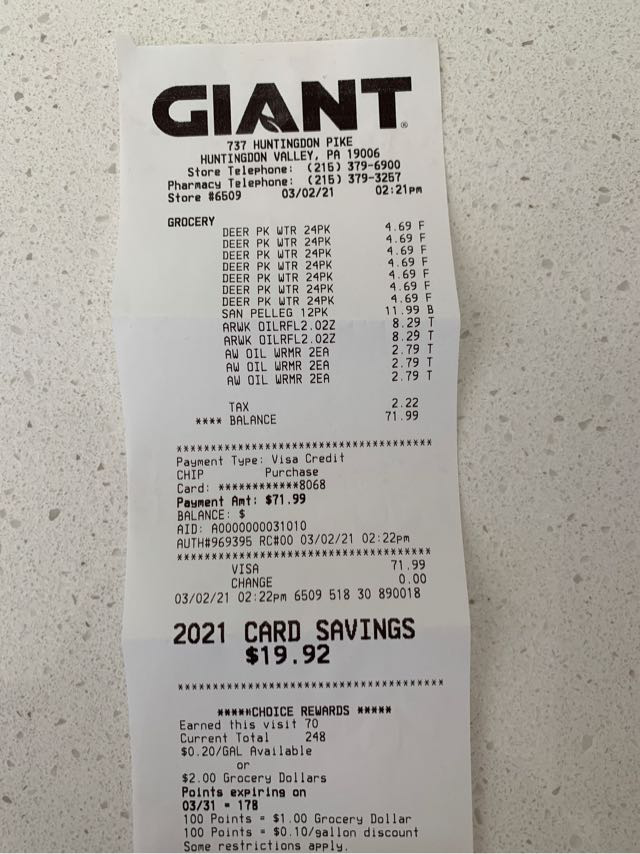 GIANT®
737 HUNTINGDON PIKE
HUNTINGDON VALLEY, PA 19006
Store Telephone: (215) 379-6900
Pharmacy Telephone: (215) 379-3257
Store #6509 03/02/21 02:21pm
GROCERY
DEER PK WTR 24PK 4.69 F
DEER PK WTR 24PK 4.69 F
DEER PK WTR 24PK 4.69 F
DEER PK WTR 24PK 4.69 F
DEER PK WTR 24PK 4.69 F
DEER PK WTR 24PK 4.69 F
DEER PK WTR 24PK 4.69 F
SAN PELLEG 12PK 11.99 B
ARWK OILRFL2.02Z 8.29 T
ARWK OILRFL2.02Z 8.29 T
AW OIL WRMR 2EA 2.79 T
AW OIL WRMR 2EA 2.79 T
AW OIL WRMR 2EA 2.79 T
TAX 2.22
**** BALANCE 71.99
**************************************
Payment Type: Visa Credit
CHIP Purchase
Card: ************8068
Payment Amt: $71.99
BALANCE: $
AID: A0000000031010
AUTH#969395 RC#00 03/02/21 02:22pm
**************************************
VISA 71.99
CHANGE 0.00
03/02/21 02:22pm 6509 518 30 890018
2021 CARD SAVINGS
$19.92
**************************************
*****CHOICE REWARDS *****
Earned this visit 70
Current Total 248
$0.20/GAL Available
or
$2.00 Grocery Dollars
Points expiring on
03/31 = 178
100 Points = $1.00 Grocery Dollar
100 Points = $0.10/gallon discount
Some restrictions apply.